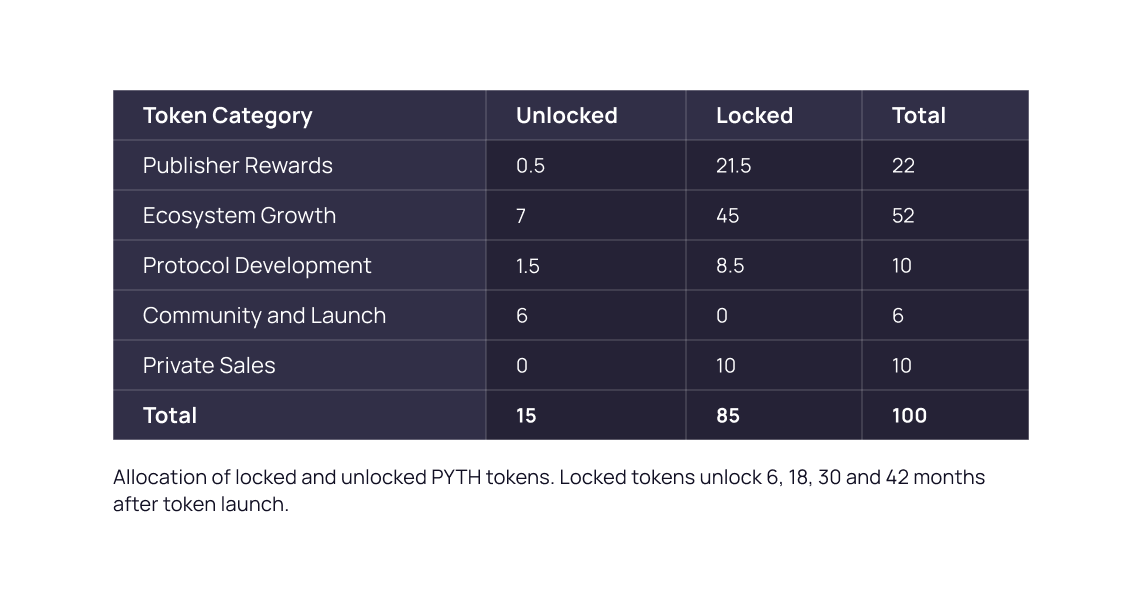 Token Category Unlocked Locked Total
Publisher Rewards 0.5 21.5 22
Ecosystem Growth 7 45 52
Protocol Development 1.5 8.5 10
Community and Launch 6 0 6
Private Sales 0 10 10
Total 15 85 100
Allocation of locked and unlocked PYTH tokens. Locked tokens unlock 6, 18, 30 and 42 months
after token launch.